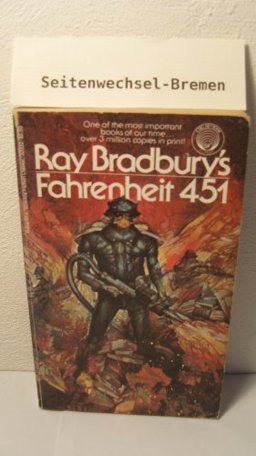 Seitenwechsel-Bremen
One of the most important
books of our time...
over 3 million copies in print!
Ray Bradbury's
Fahrenheit 451